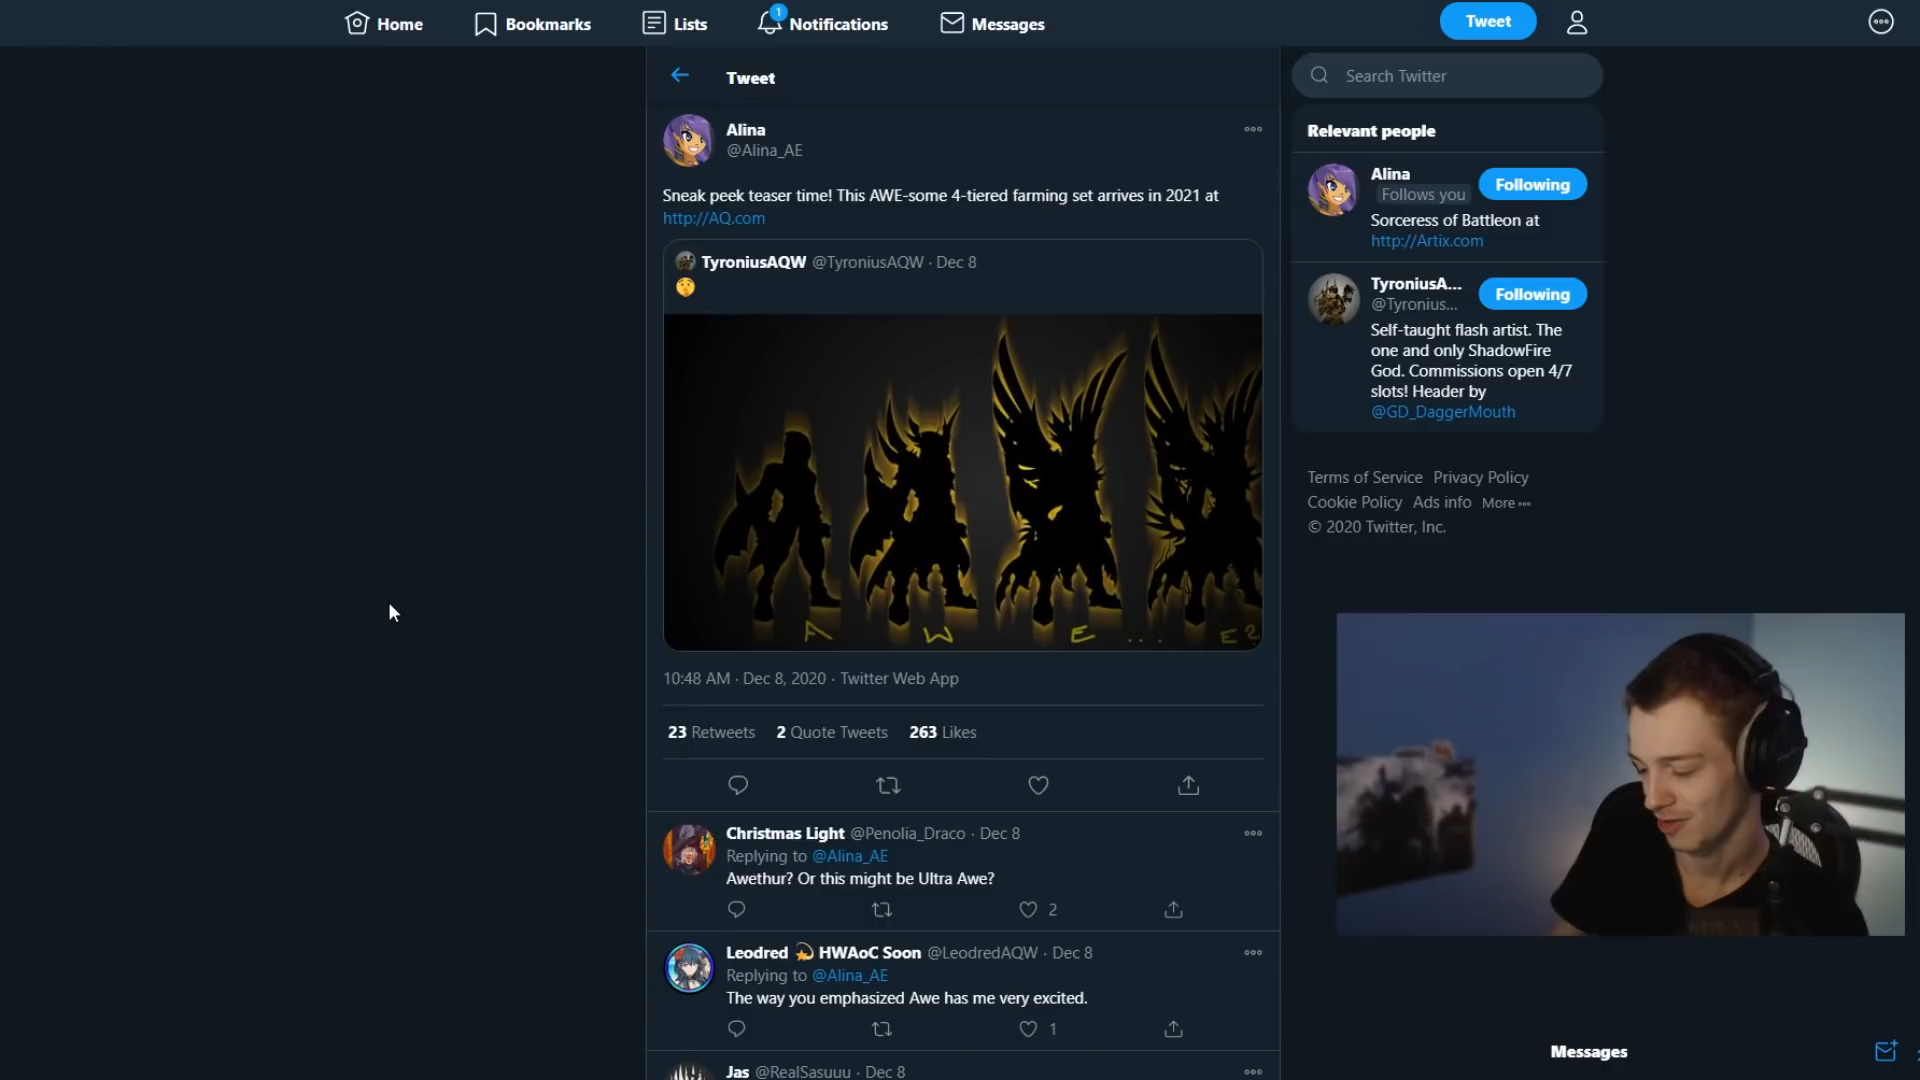 Home
Bookmarks
Lists
1
Notifications
Messages
Tweet
Tweet
Search Twitter
Alina
@Alina_AE
Sneak peek teaser time! This AWE-some 4-tiered farming set arrives in 2021 at
http://AQ.com
TyroniusAQW @TyroniusAQW · Dec 8
A W E ... E?
10:48 AM · Dec 8, 2020 · Twitter Web App
23 Retweets 2 Quote Tweets 263 Likes
Christmas Light @Penolia_Draco · Dec 8
Replying to @Alina_AE
Awethur? Or this might be Ultra Awe?
2
Leodred HWAoC Soon @LeodredAQW · Dec 8
Replying to @Alina_AE
The way you emphasized Awe has me very excited.
1
Jas @RealSasuuu · Dec 8
Relevant people
Alina
Follows you
Following
Sorceress of Battleon at
http://Artix.com
TyroniusA...
@Tyronius...
Following
Self-taught flash artist. The
one and only ShadowFire
God. Commissions open 4/7
slots! Header by
@GD_DaggerMouth
Terms of Service Privacy Policy
Cookie Policy Ads info More
© 2020 Twitter, Inc.
Messages